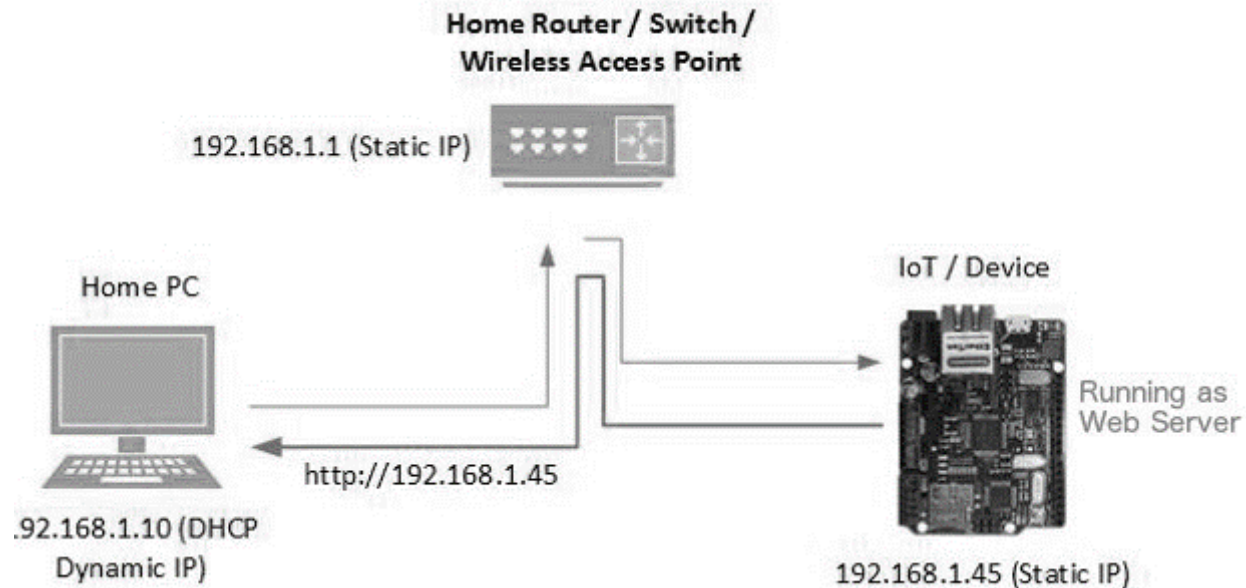 Home Router / Switch /
Wireless Access Point
192.168.1.1 (Static IP)
Home PC
IoT / Device
Running as
Web Server
http://192.168.1.45
.92.168.1.10 (DHCP
Dynamic IP)
192.168.1.45 (Static IP)